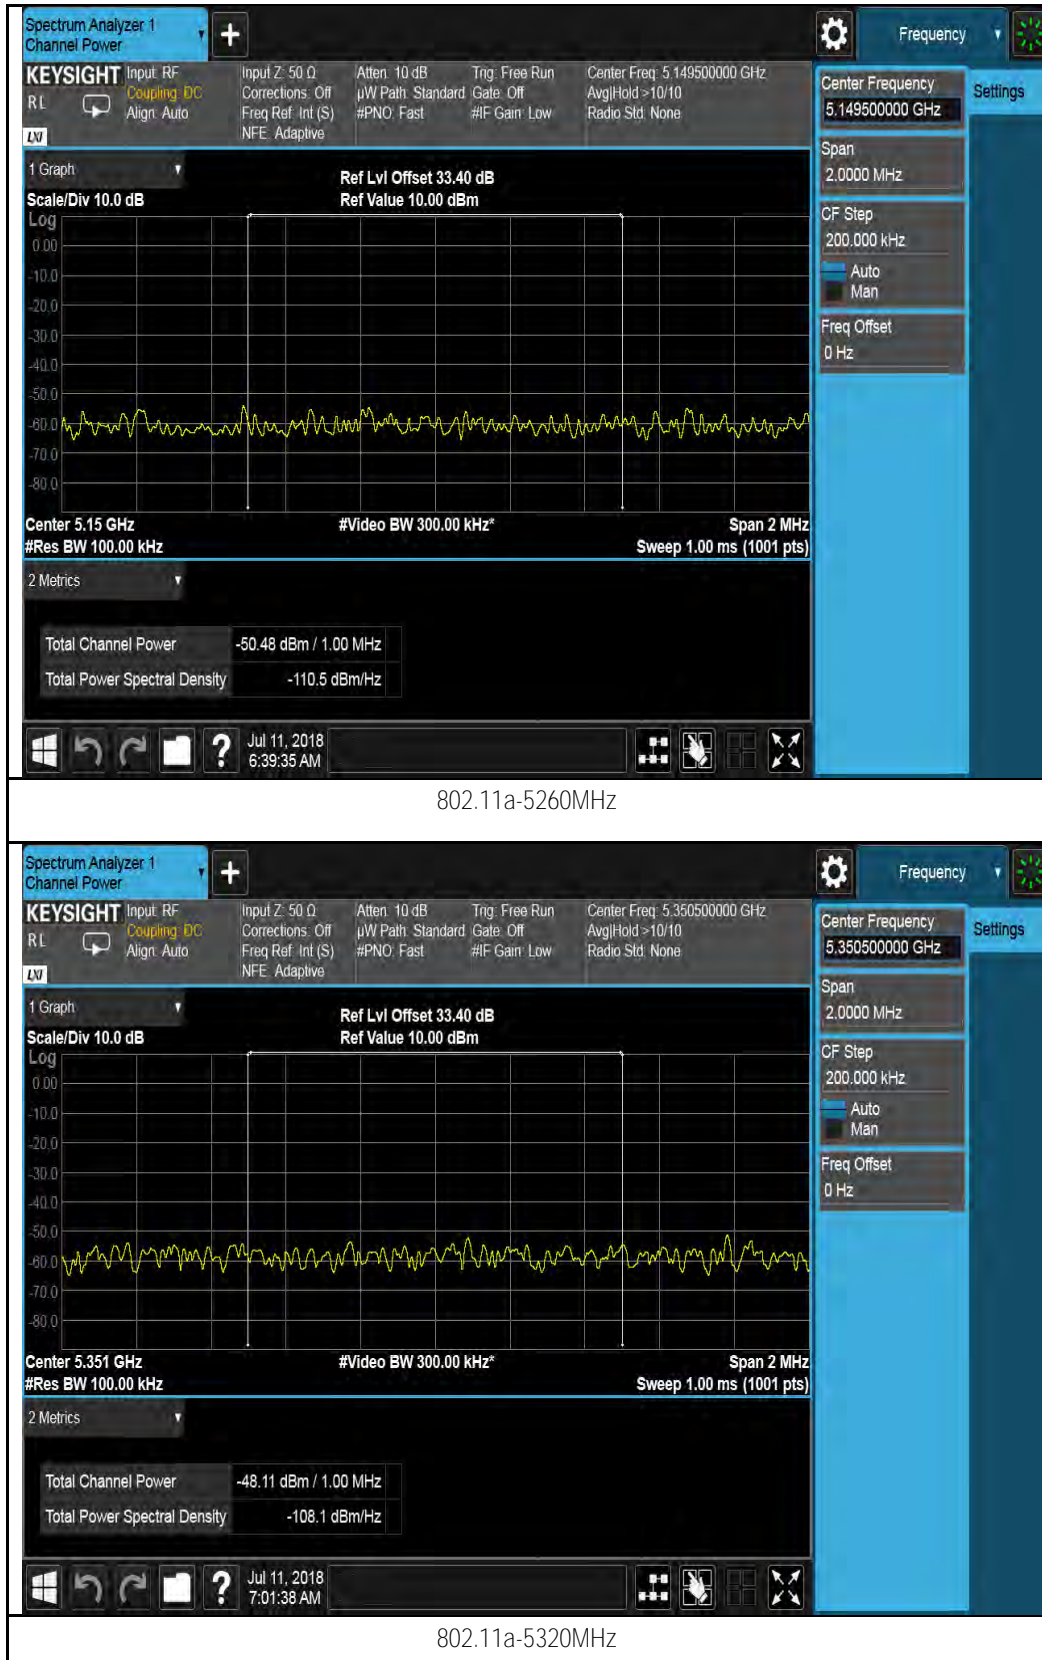 Spectrum Analyzer 1
Channel Power
Frequency
KEYSIGHT
RL
LXI
Input: RF
Coupling: DC
Align: Auto
Input Z: 50 Ω
Corrections: Off
Freq Ref: Int (S)
NFE: Adaptive
Atten: 10 dB
µW Path: Standard
#PNO: Fast
Trig: Free Run
Gate: Off
#IF Gain: Low
Center Freq: 5.149500000 GHz
Avg|Hold >10/10
Radio Std: None
Center Frequency
5.149500000 GHz
Settings
Span
2.0000 MHz
CF Step
200.000 kHz
Auto
Man
Freq Offset
0 Hz
1 Graph
Scale/Div 10.0 dB
Ref Lvl Offset 33.40 dB
Ref Value 10.00 dBm
Log
0.00
-10.0
-20.0
-30.0
-40.0
-50.0
-60.0
-70.0
-80.0
Center 5.15 GHz
#Video BW 300.00 kHz*
Span 2 MHz
#Res BW 100.00 kHz
Sweep 1.00 ms (1001 pts)
2 Metrics
Total Channel Power -50.48 dBm / 1.00 MHz
Total Power Spectral Density -110.5 dBm/Hz
?
Jul 11, 2018
6:39:35 AM
802.11a-5260MHz
Spectrum Analyzer 1
Channel Power
Frequency
KEYSIGHT
RL
LXI
Input: RF
Coupling: DC
Align: Auto
Input Z: 50 Ω
Corrections: Off
Freq Ref: Int (S)
NFE: Adaptive
Atten: 10 dB
µW Path: Standard
#PNO: Fast
Trig: Free Run
Gate: Off
#IF Gain: Low
Center Freq: 5.350500000 GHz
Avg|Hold >10/10
Radio Std: None
Center Frequency
5.350500000 GHz
Settings
Span
2.0000 MHz
CF Step
200.000 kHz
Auto
Man
Freq Offset
0 Hz
1 Graph
Scale/Div 10.0 dB
Ref Lvl Offset 33.40 dB
Ref Value 10.00 dBm
Log
0.00
-10.0
-20.0
-30.0
-40.0
-50.0
-60.0
-70.0
-80.0
Center 5.351 GHz
#Video BW 300.00 kHz*
Span 2 MHz
#Res BW 100.00 kHz
Sweep 1.00 ms (1001 pts)
2 Metrics
Total Channel Power -48.11 dBm / 1.00 MHz
Total Power Spectral Density -108.1 dBm/Hz
?
Jul 11, 2018
7:01:38 AM
802.11a-5320MHz